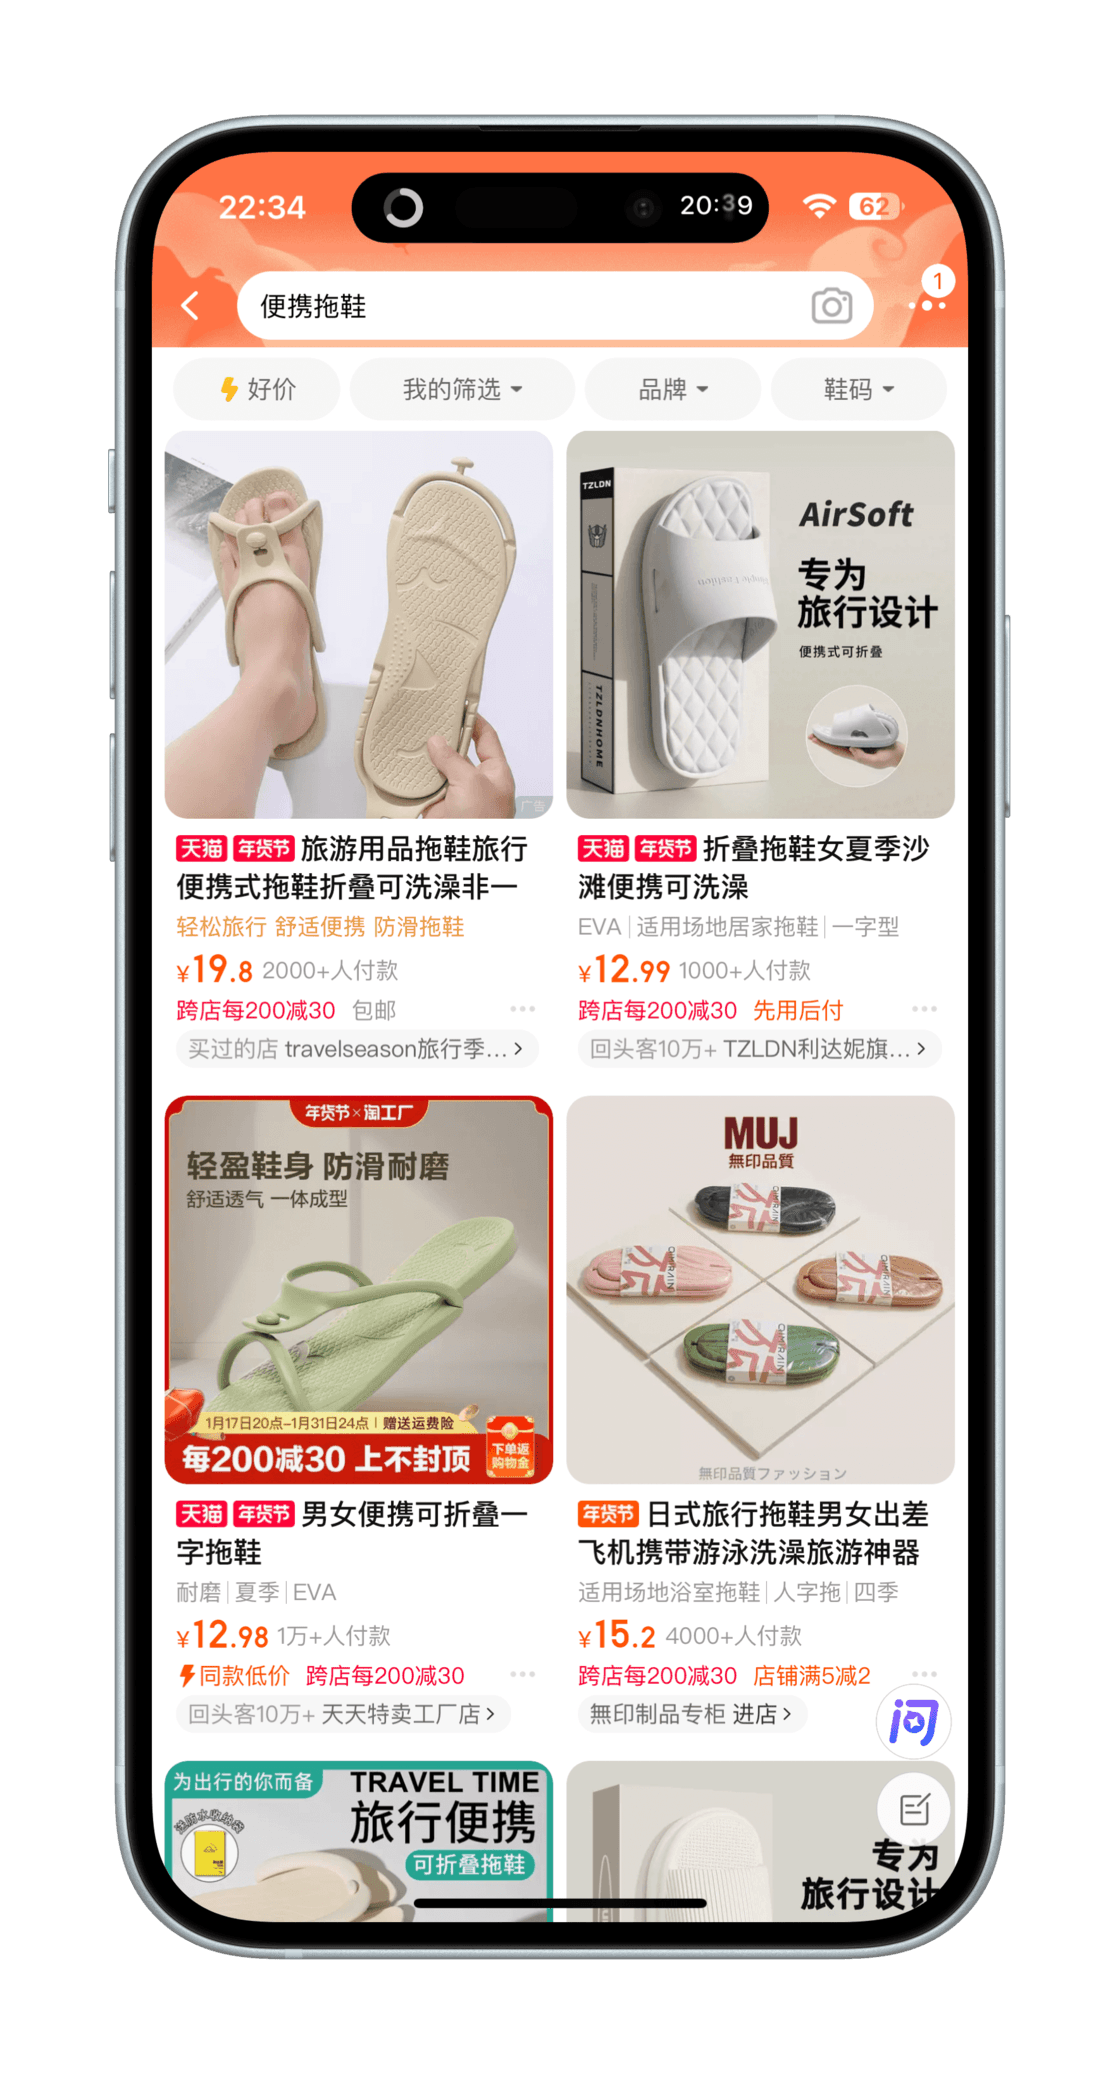 22:34
20:39
62
便携拖鞋
1
好价
我的筛选
品牌
鞋码
广告
TZLDN
TZLDNHOME
AirSoft
专为
旅行设计
便携式可折叠
天猫 年货节 旅游用品拖鞋旅行
便携式拖鞋折叠可洗澡非一
轻松旅行 舒适便携 防滑拖鞋
¥19.8 2000+人付款
跨店每200减30 包邮
买过的店 travelseason旅行季...
天猫 年货节 折叠拖鞋女夏季沙
滩便携可洗澡
EVA|适用场地居家拖鞋|一字型
¥12.99 1000+人付款
跨店每200减30 先用后付
回头客10万+ TZLDN利达妮旗...
年货节×淘工厂
轻盈鞋身 防滑耐磨
舒适透气 一体成型
1月17日20点-1月31日24点 | 赠送运费险
每200减30 上不封顶
下单返
购物金
MUJ
無印品質
無印品質ファッション
天猫 年货节 男女便携可折叠一
字拖鞋
耐磨|夏季|EVA
¥12.98 1万+人付款
同款低价 跨店每200减30
回头客10万+ 天天特卖工厂店
年货节 日式旅行拖鞋男女出差
飞机携带游泳洗澡旅游神器
适用场地浴室拖鞋|人字拖|四季
¥15.2 4000+人付款
跨店每200减30 店铺满5减2
無印制品专柜 进店
问
为出行的你而备
送防水收纳袋
TRAVEL TIME
旅行便携
可折叠拖鞋
专为
旅行设计